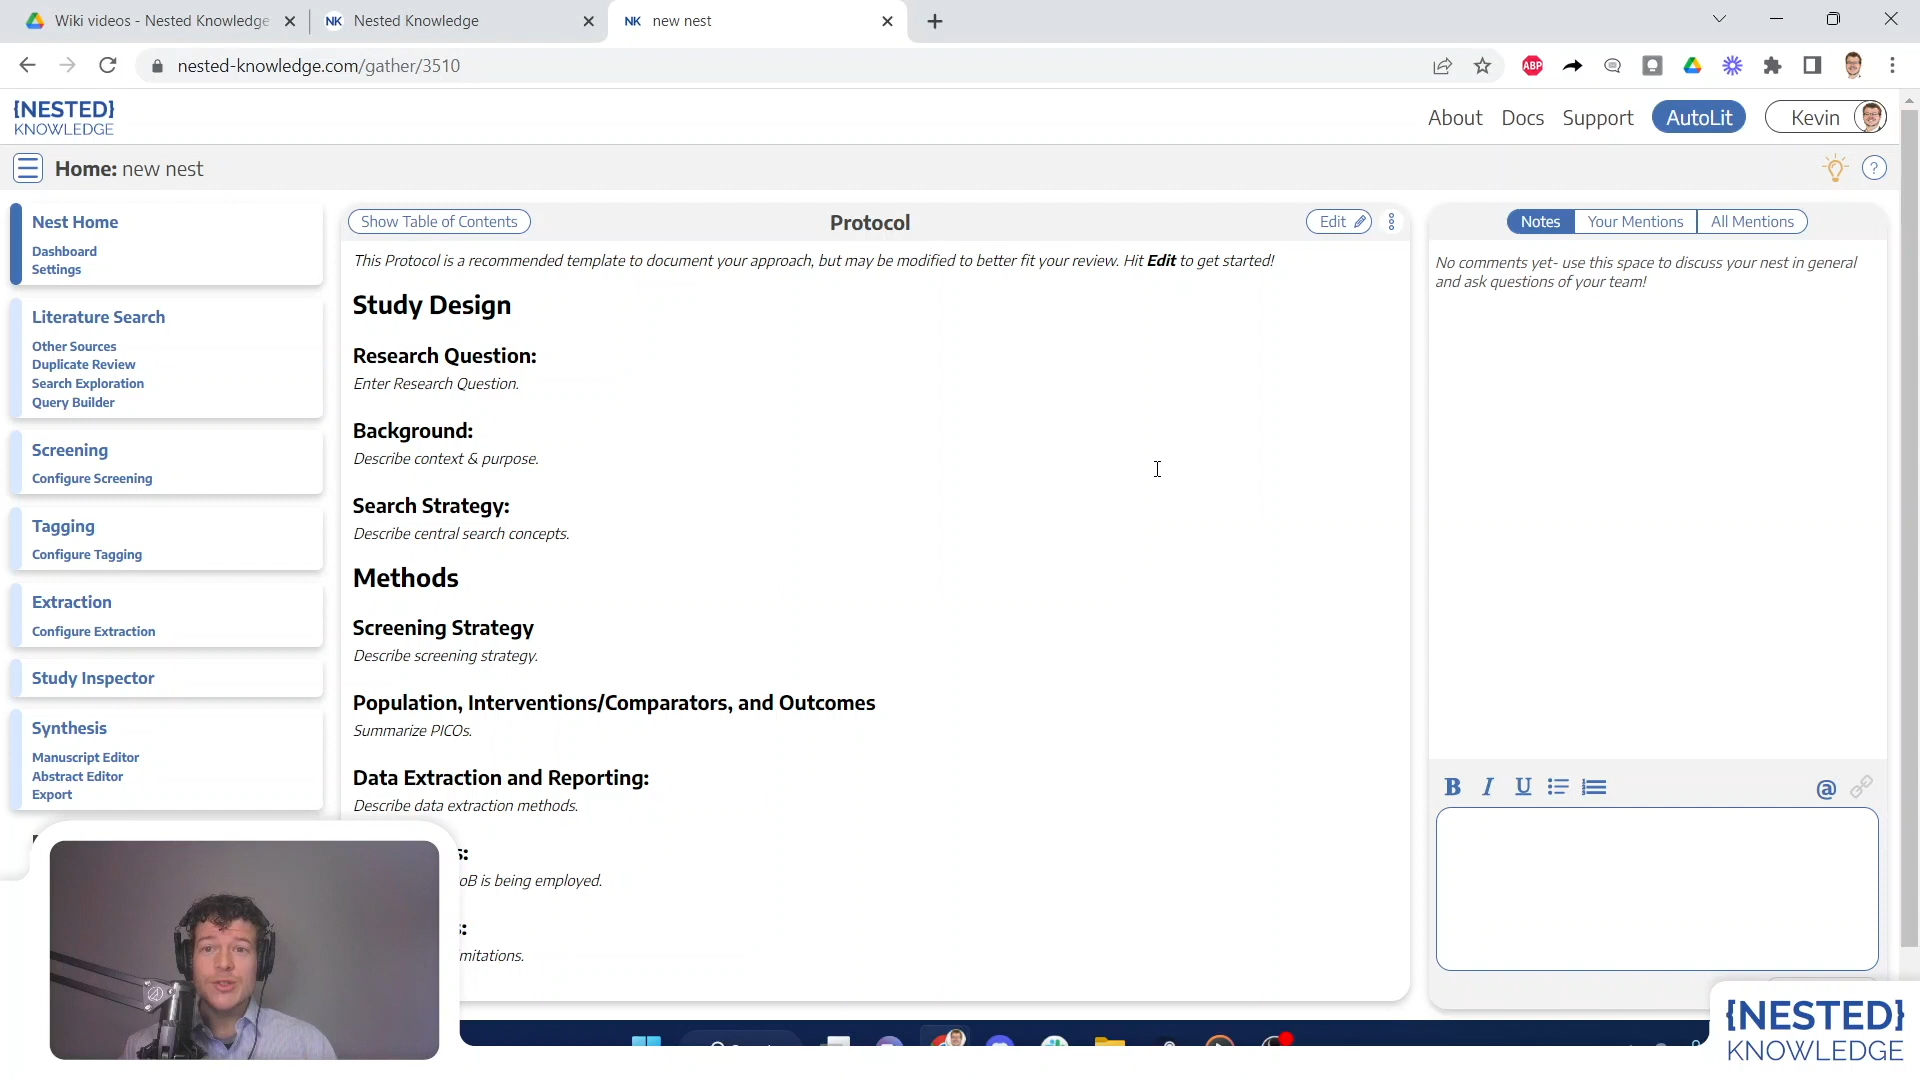 Wiki videos - Nested Knowledge
NK Nested Knowledge
NK new nest
nested-knowledge.com/gather/3510
ABP
{NESTED}
KNOWLEDGE
About Docs Support AutoLit Kevin
Home: new nest
?
Nest Home
Dashboard
Settings
Literature Search
Other Sources
Duplicate Review
Search Exploration
Query Builder
Screening
Configure Screening
Tagging
Configure Tagging
Extraction
Configure Extraction
Study Inspector
Synthesis
Manuscript Editor
Abstract Editor
Export
Show Table of Contents
Protocol
Edit
This Protocol is a recommended template to document your approach, but may be modified to better fit your review. Hit Edit to get started!
Study Design
Research Question:
Enter Research Question.
Background:
Describe context & purpose.
Search Strategy:
Describe central search concepts.
Methods
Screening Strategy
Describe screening strategy.
Population, Interventions/Comparators, and Outcomes
Summarize PICOs.
Data Extraction and Reporting:
Describe data extraction methods.
s:
oB is being employed.
:
mitations.
Notes Your Mentions All Mentions
No comments yet- use this space to discuss your nest in general
and ask questions of your team!
B I U @
{NESTED}
KNOWLEDGE